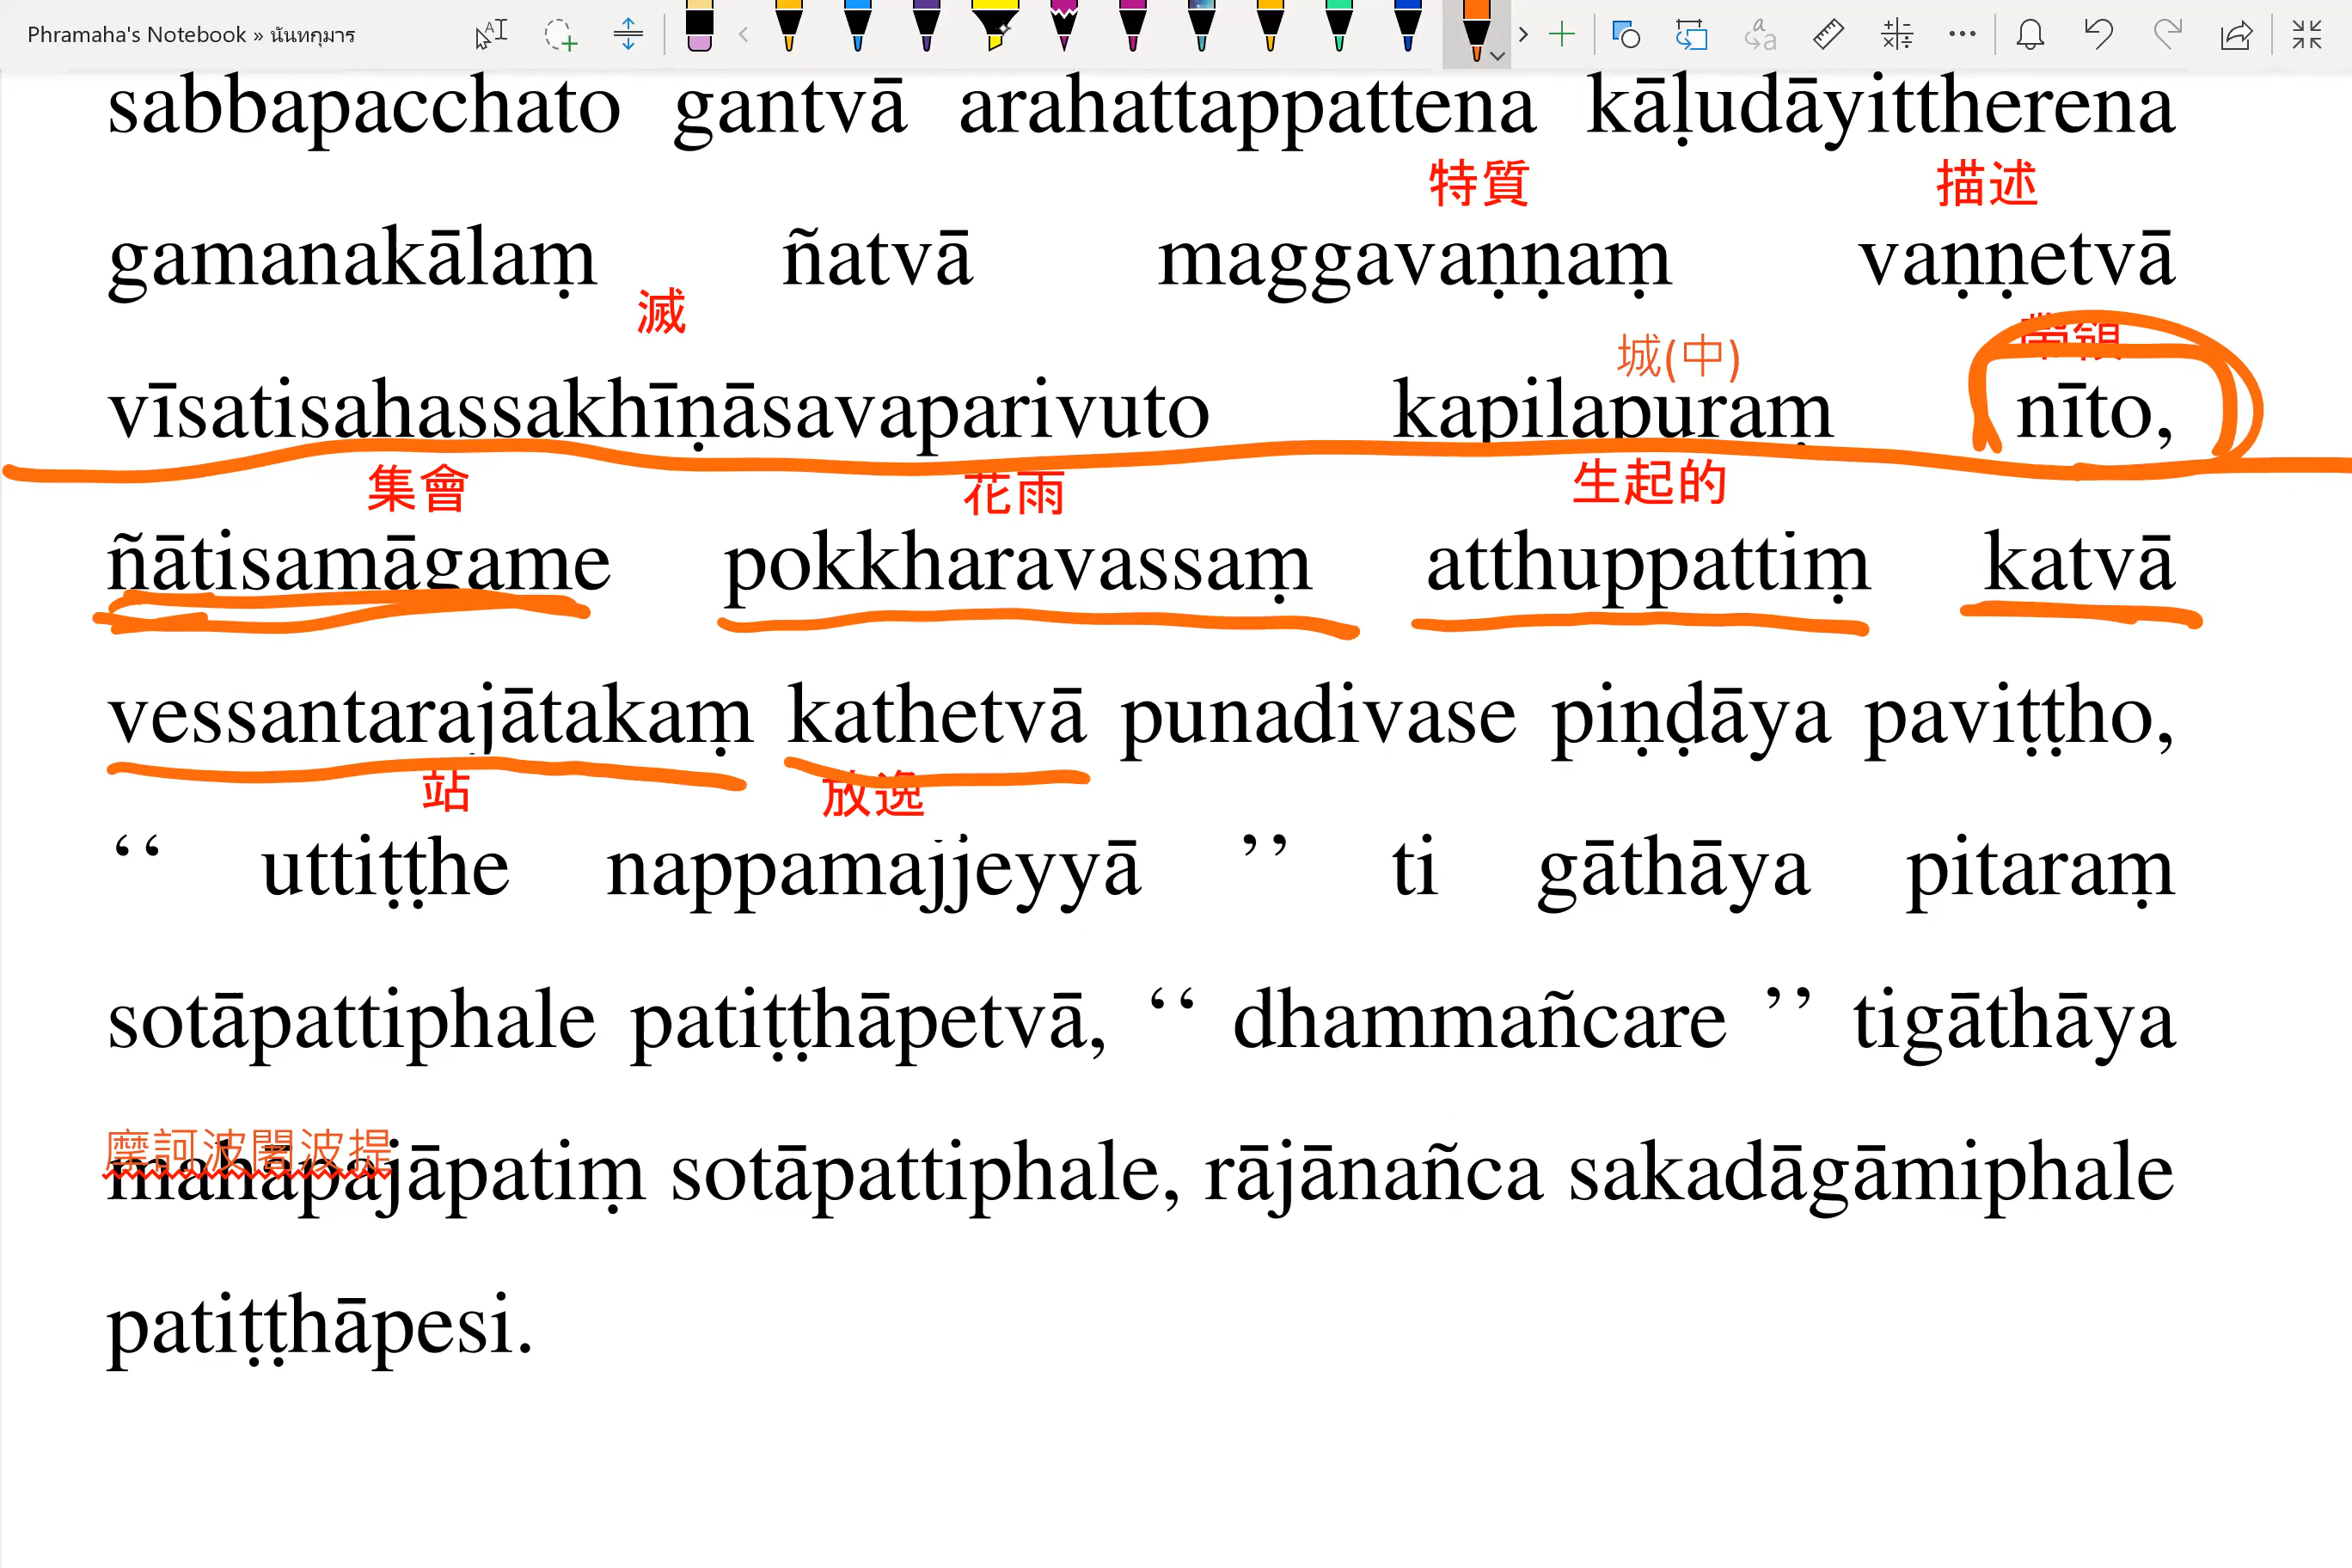 Phramaha's Notebook » นันทกุมาร
sabbapacchato gantvā arahattappattena kāḷudāyittherena
特質 描述
gamanakālaṃ ñatvā maggavaṇṇaṃ vaṇṇetvā
滅 城(中) 帶領
vīsatisahassakhīṇāsavaparivuto kapilapuraṃ nīto,
集會 花雨 生起的
ñātisamāgame pokkharavassaṃ atthuppattiṃ katvā
vessantarajātakaṃ kathetvā punadivase piṇḍāya paviṭṭho,
站 放逸
‘‘ uttiṭṭhe nappamajjeyyā ’’ ti gāthāya pitaraṃ
sotāpattiphale patiṭṭhāpetvā, ‘‘ dhammañcare ’’ tigāthāya
摩訶波闍波提
mahāpajāpatiṃ sotāpattiphale, rājānañca sakadāgāmiphale
patiṭṭhāpesi.